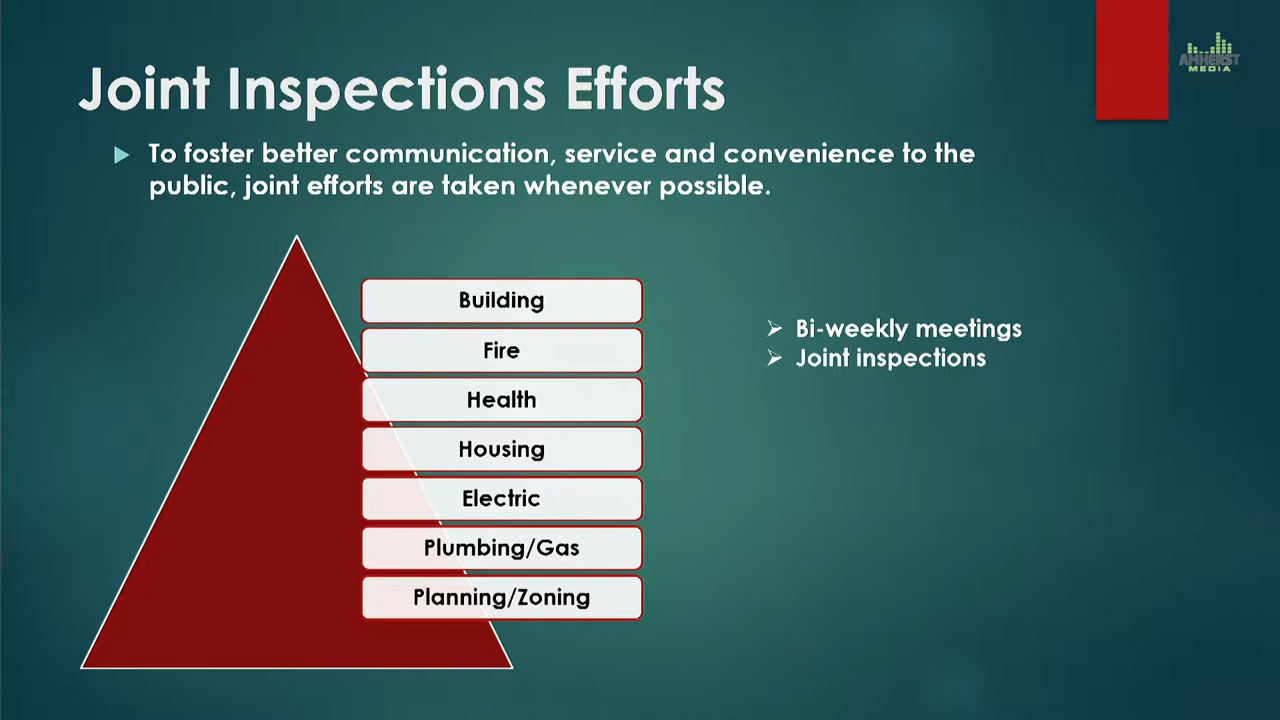 Joint Inspections Efforts
AMHERST
MEDIA
To foster better communication, service and convenience to the
public, joint efforts are taken whenever possible.
Building
Fire
Health
Housing
Electric
Plumbing/Gas
Planning/Zoning
Bi-weekly meetings
Joint inspections